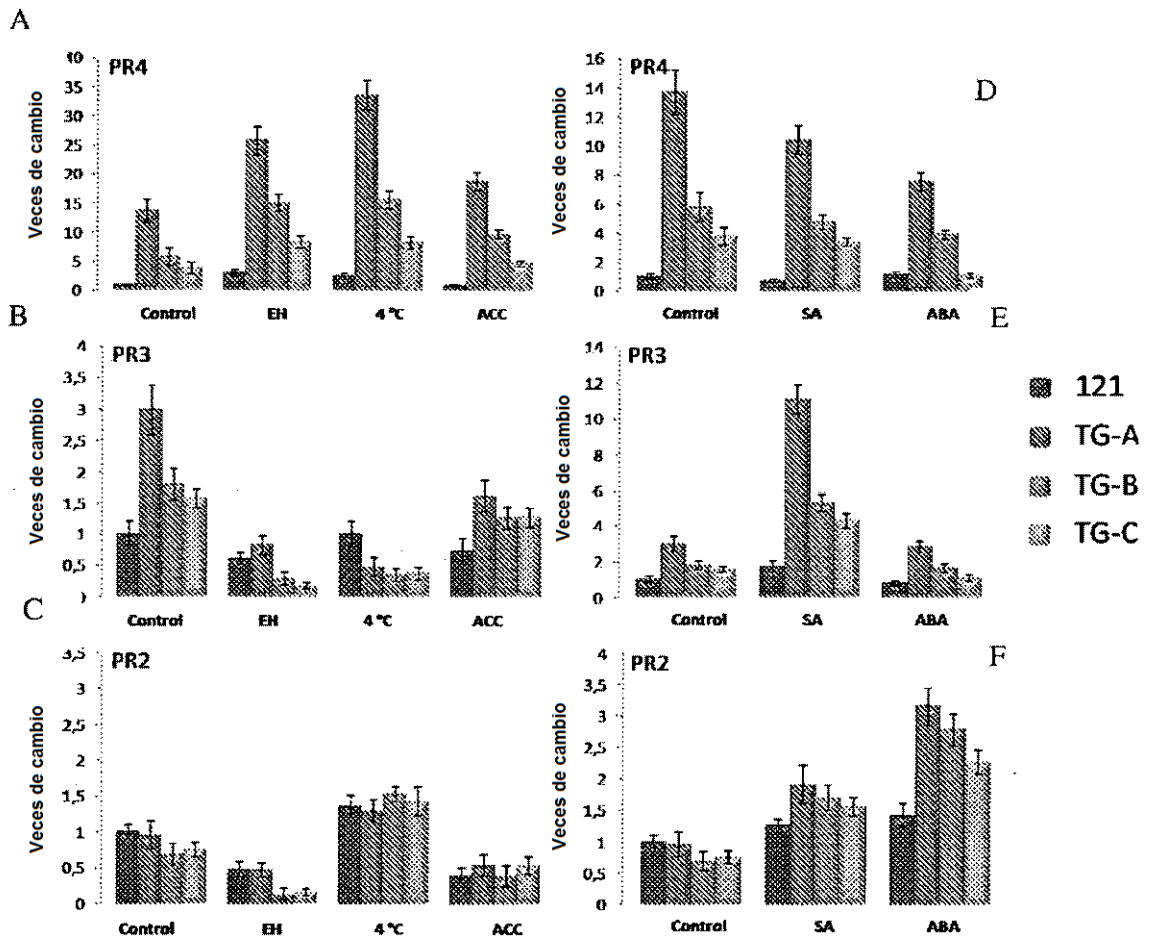 A
PR4
Veces de cambio
40
35
30
25
20
15
10
5
0
Control EH 4 °C ACC
D
PR4
Veces de cambio
16
14
12
10
8
6
4
2
0
Control SA ABA
B
PR3
Veces de cambio
4
3,5
3
2,5
2
1,5
1
0,5
Control EH 4 °C ACC
E
PR3
Veces de cambio
14
12
10
8
6
4
2
0
Control SA ABA
121
TG-A
TG-B
TG-C
C
PR2
Veces de cambio
3,5
3
2,5
2
1,5
1
0,5
0
Control EH 4 °C ACC
F
PR2
Veces de cambio
4
3,5
3
2,5
2
1,5
1
0,5
0
Control SA ABA